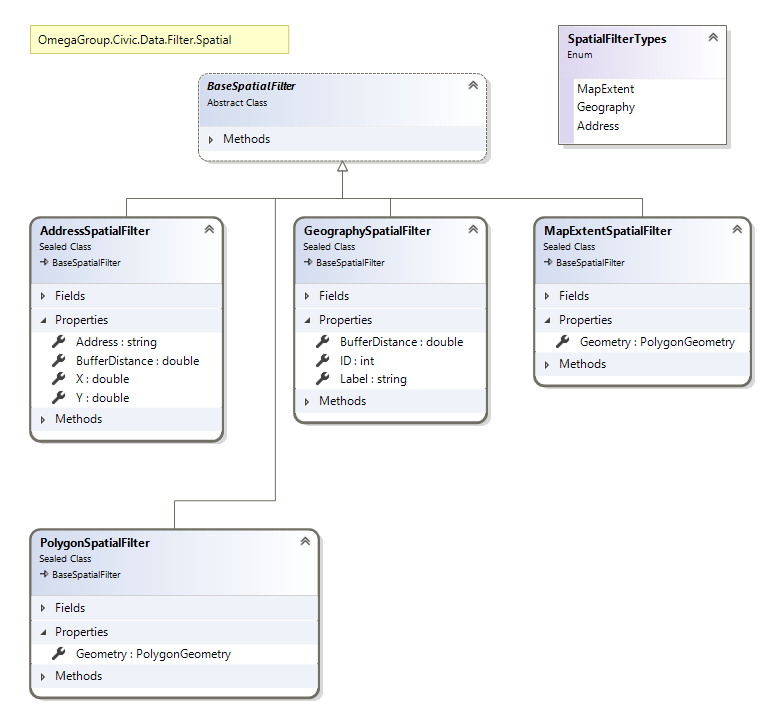 OmegaGroup.Civic.Data.Filter.Spatial
SpatialFilterTypes
Enum
MapExtent
Geography
Address
BaseSpatialFilter
Abstract Class
Methods
AddressSpatialFilter
Sealed Class
BaseSpatialFilter
Fields
Properties
Address : string
BufferDistance : double
X : double
Y : double
Methods
GeographySpatialFilter
Sealed Class
BaseSpatialFilter
Fields
Properties
BufferDistance : double
ID : int
Label : string
Methods
MapExtentSpatialFilter
Sealed Class
BaseSpatialFilter
Fields
Properties
Geometry : PolygonGeometry
Methods
PolygonSpatialFilter
Sealed Class
BaseSpatialFilter
Fields
Properties
Geometry : PolygonGeometry
Methods